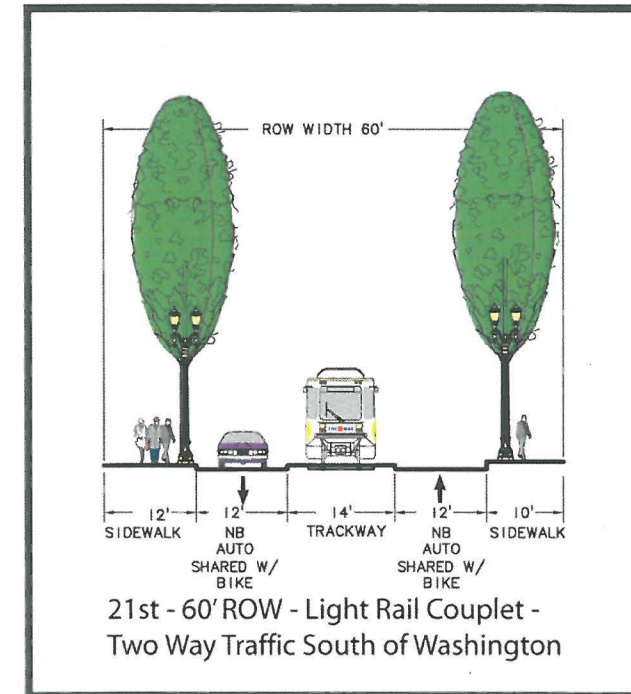 ROW WIDTH 60'
12'
12'
14'
12'
10'
SIDEWALK
NB
AUTO
SHARED W/
BIKE
TRACKWAY
NB
AUTO
SHARED W/
BIKE
SIDEWALK
21st - 60' ROW - Light Rail Couplet -
Two Way Traffic South of Washington